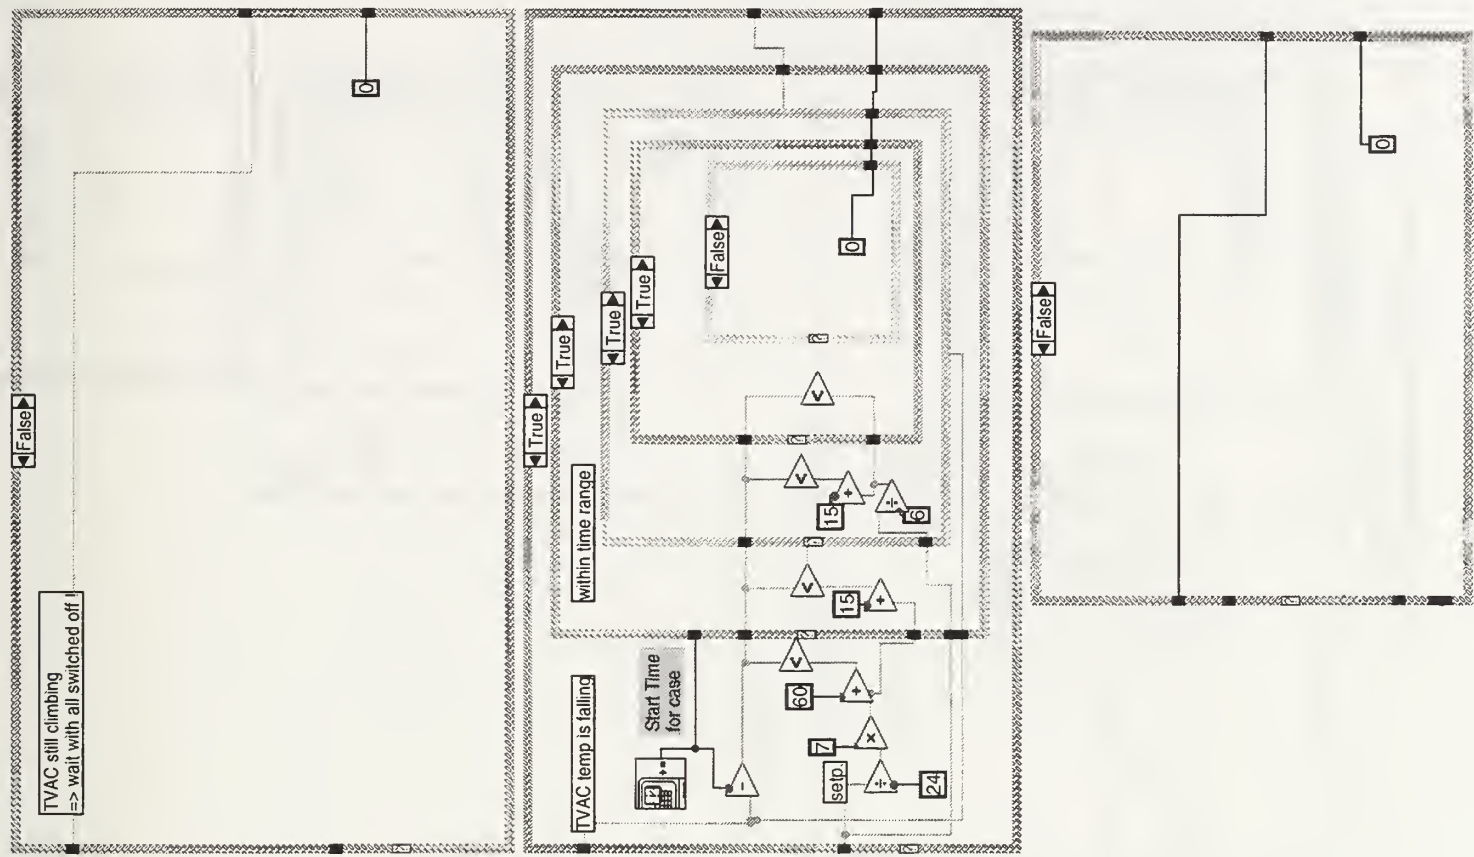 False
TVAC still climbing
=> wait with all switched off !
0
True
True
True
True
False
0
within time range
15
15
6
Start Time
for case
TVAC temp is falling
60
7
setp.
24
<
<
<
<
+
+
+
÷
x
÷
-
False
0